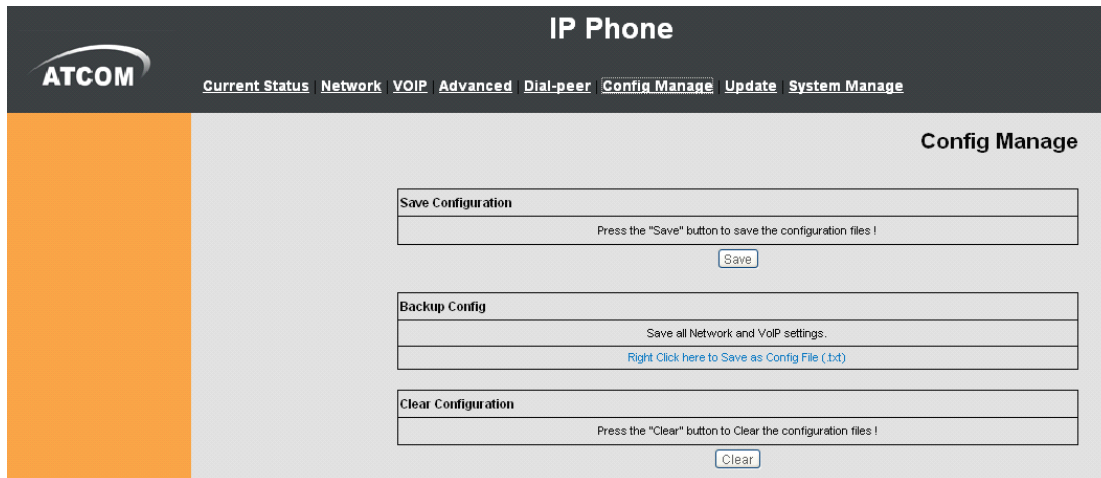 IP Phone
ATCOM
Current Status | Network | VOIP | Advanced | Dial-peer | Config Manage | Update | System Manage
Config Manage
Save Configuration
Press the "Save" button to save the configuration files !
Save
Backup Config
Save all Network and VoIP settings.
Right Click here to Save as Config File (.txt)
Clear Configuration
Press the "Clear" button to Clear the configuration files !
Clear